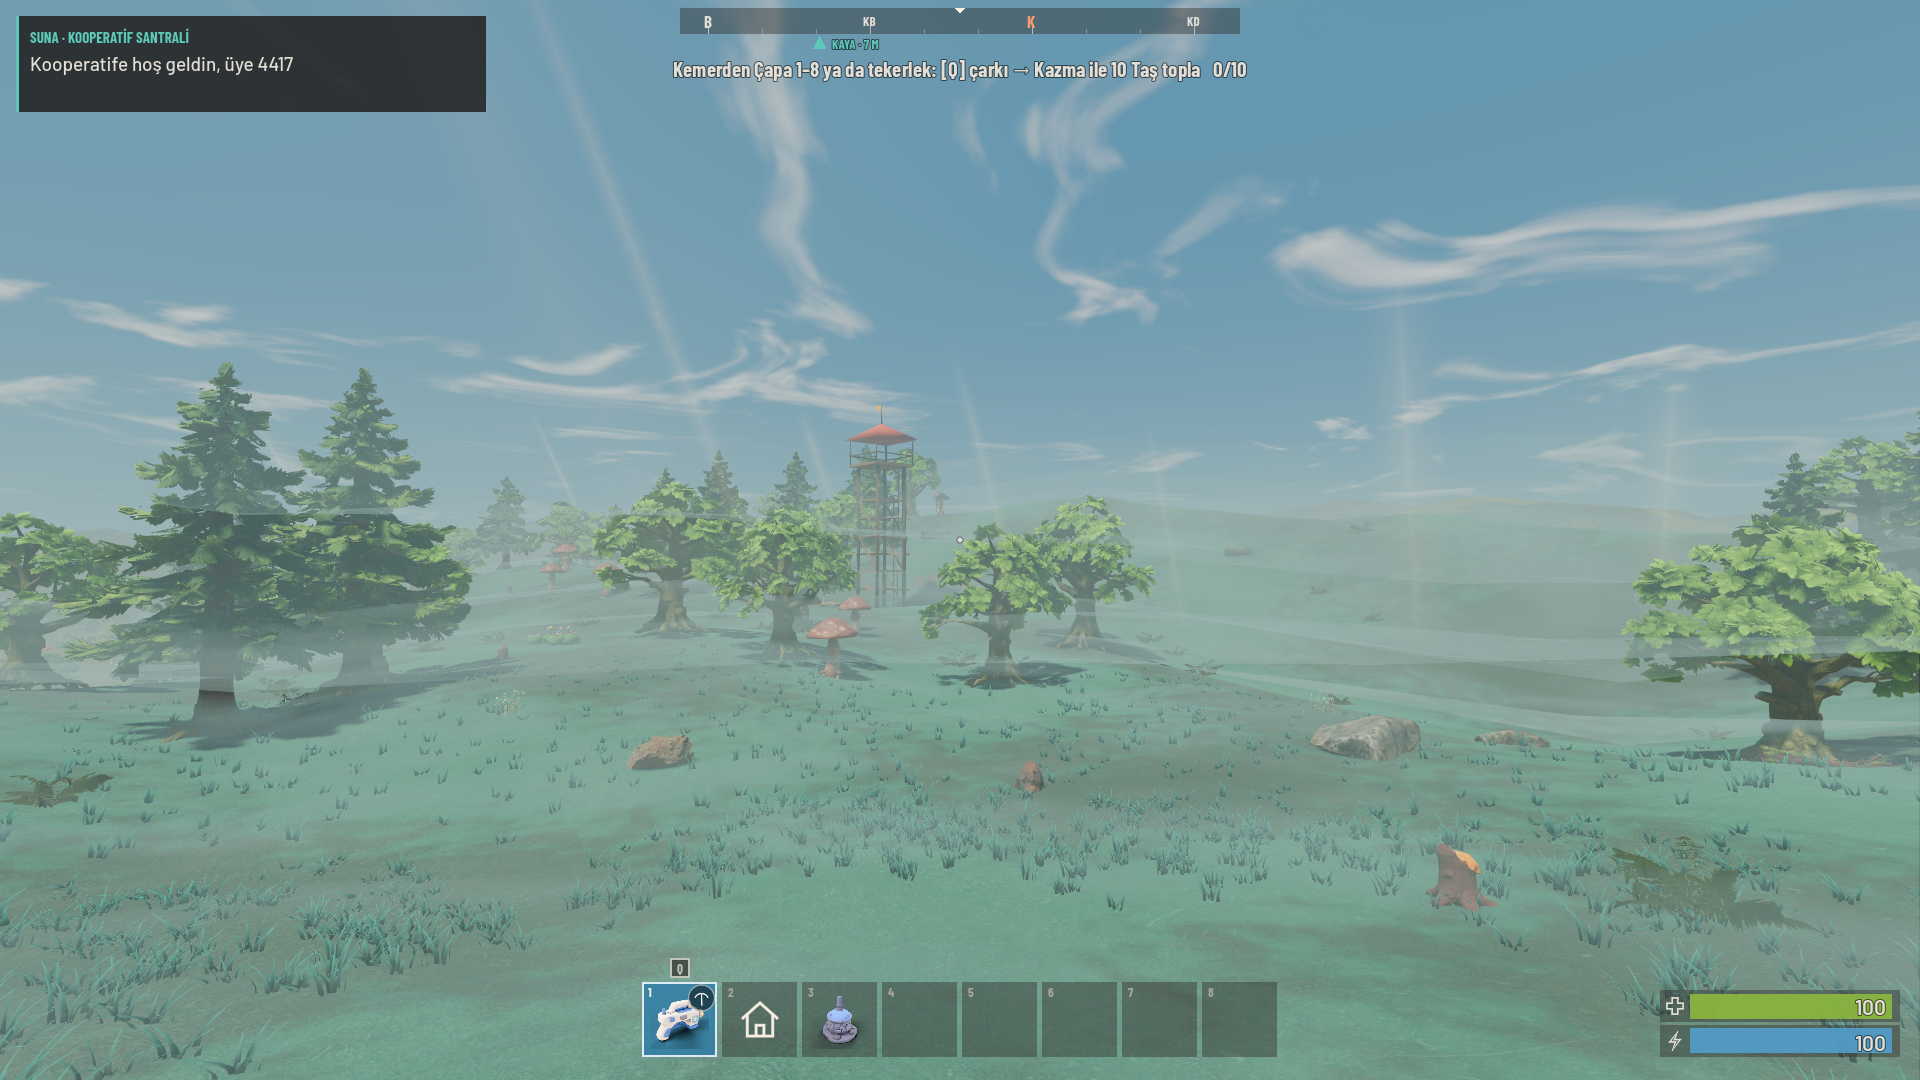 SUNA · KOOPERATİF SANTRALİ
Kooperatife hoş geldin, üye 4417
B KB K KD
KAYA · 7 M
Kemerden Çapa 1-8 ya da tekerlek: [Q] çarkı → Kazma ile 10 Taş topla 0/10
Q
1 2 3 4 5 6 7 8
100
100